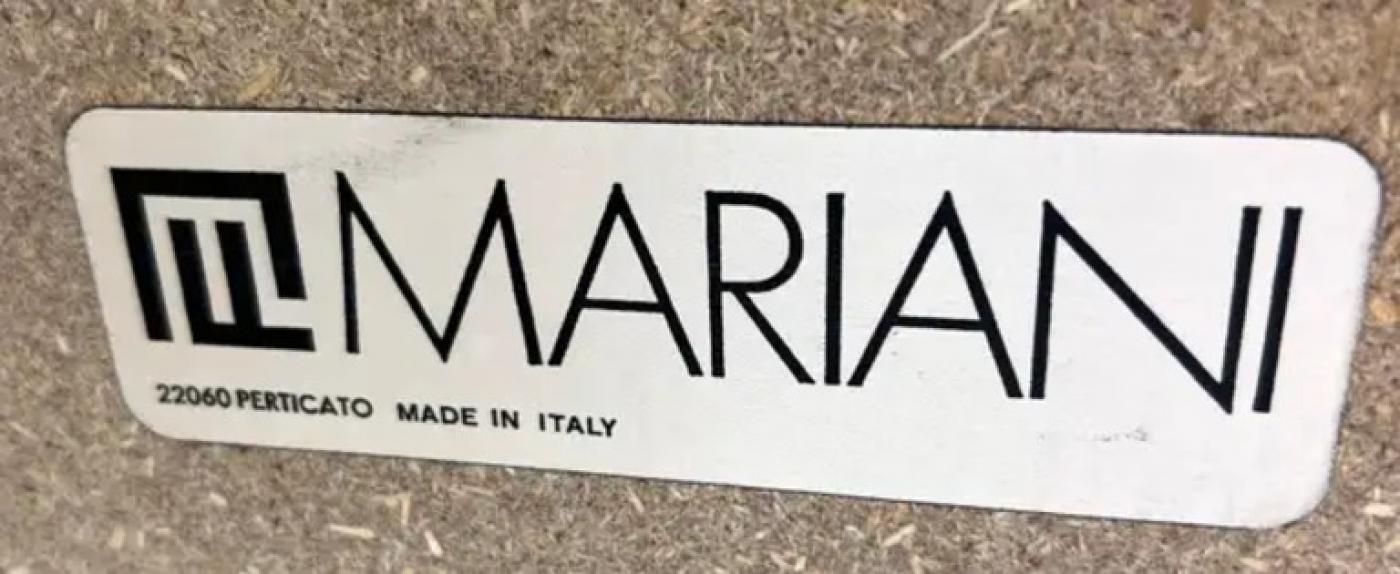 MARIANI
22060 PERTICATO MADE IN ITALY